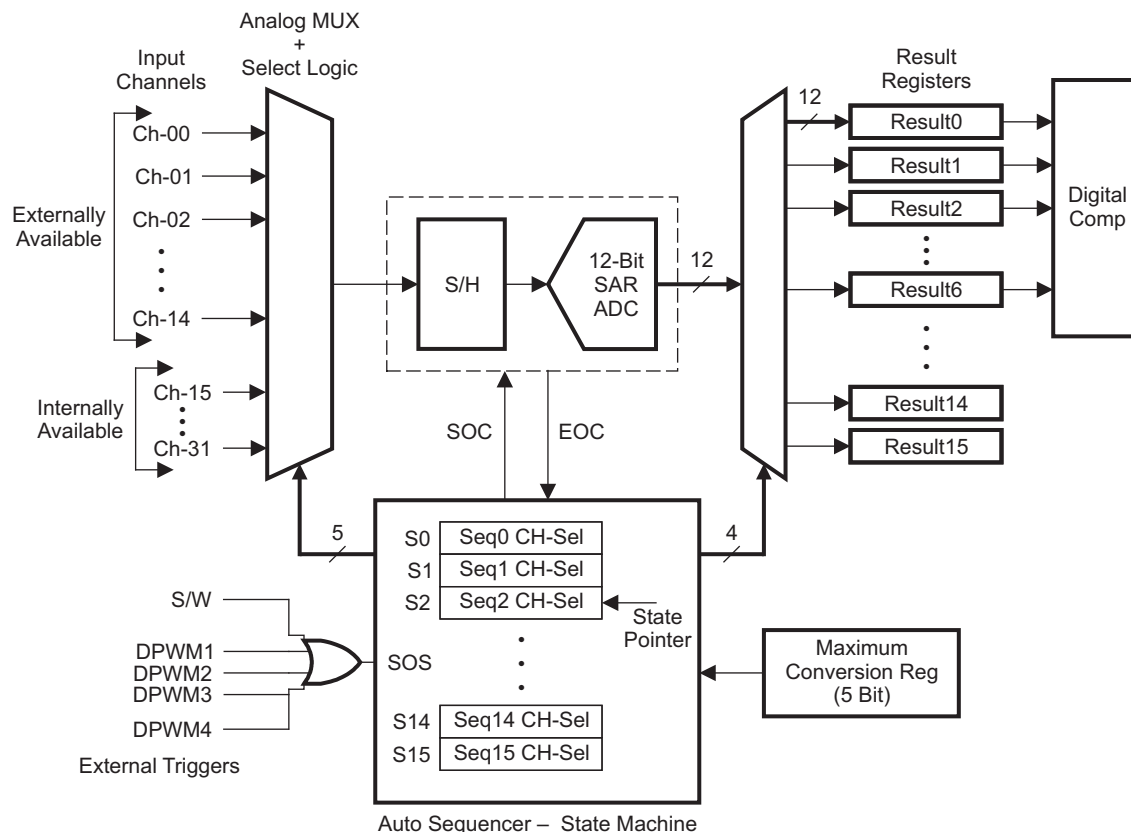 Analog MUX
+
Select Logic
Input
Channels
Ch-00
Ch-01
Ch-02
Ch-14
Ch-15
Ch-31
Externally
Available
Internally
Available
S/H
12-Bit
SAR
ADC
12
12
Result
Registers
Result0
Result1
Result2
Result6
Result14
Result15
Digital
Comp
SOC
EOC
5
4
S0 Seq0 CH-Sel
S1 Seq1 CH-Sel
S2 Seq2 CH-Sel
State
Pointer
SOS
S14 Seq14 CH-Sel
S15 Seq15 CH-Sel
S/W
DPWM1
DPWM2
DPWM3
DPWM4
External Triggers
Maximum
Conversion Reg
(5 Bit)
Auto Sequencer – State Machine